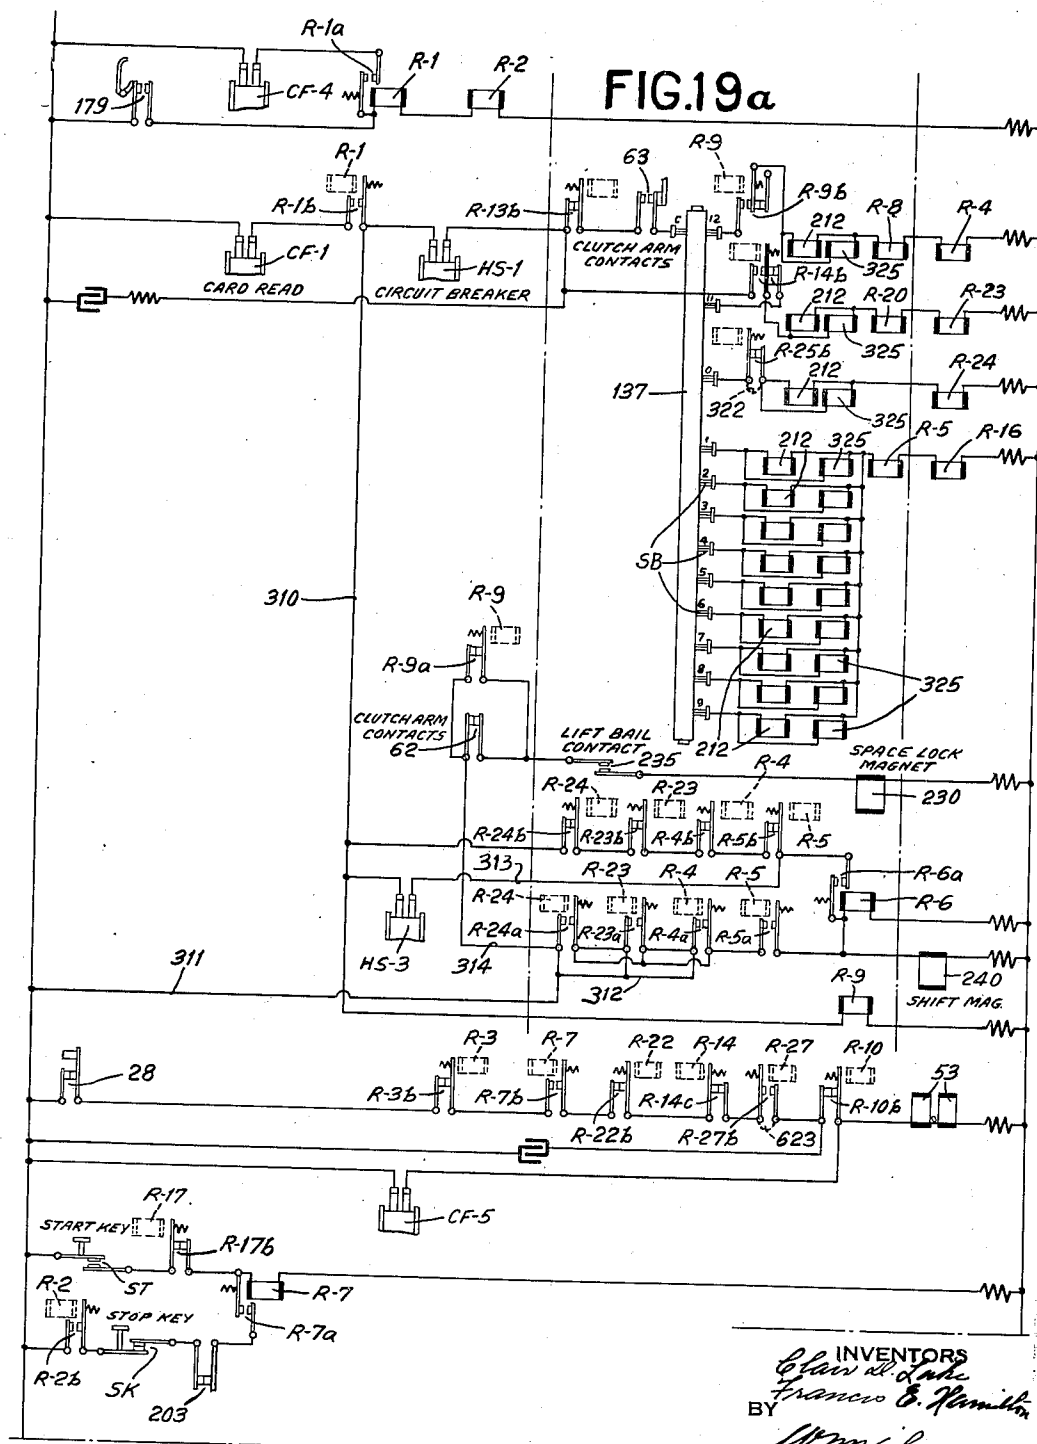 FIG.19a
R-1a
R-1
R-2
179
CF-4
R-1
R-9
63
R-1b
R-13b
R-9b
C
12
212
R-8
R-4
CLUTCH ARM
CONTACTS
CF-1
HS-1
325
R-14b
CARD READ
CIRCUIT BREAKER
11
212
R-20
R-23
325
R-25b
0
137
322
212
R-24
325
1
212
325
R-5
R-16
2
212
3
4
SB
5
310
R-9
6
212
R-9a
7
325
8
325
9
CLUTCH ARM
CONTACTS
62
LIFT BAIL
CONTACT
235
212
SPACE LOCK
MAGNET
230
R-24
R-23
R-4
R-24b
R-23b
R-4b
R-5b
R-5
313
R-23
R-4
R-5
R-6a
R-24
R-6
R-24a
R-23a
R-4a
R-5a
HS-3
314
312
311
240
SHIFT MAG.
R-9
R-3
R-7
R-22
R-14
R-27
R-10
28
53
R-3b
R-7b
R-22b
R-14c
R-27b
623
R-10b
CF-5
R-17
START KEY
R-17b
ST
R-7
R-2
STOP KEY
R-7a
R-2b
SK
203
INVENTORS
Clair D. Lake
Francis E. Hamilton
BY